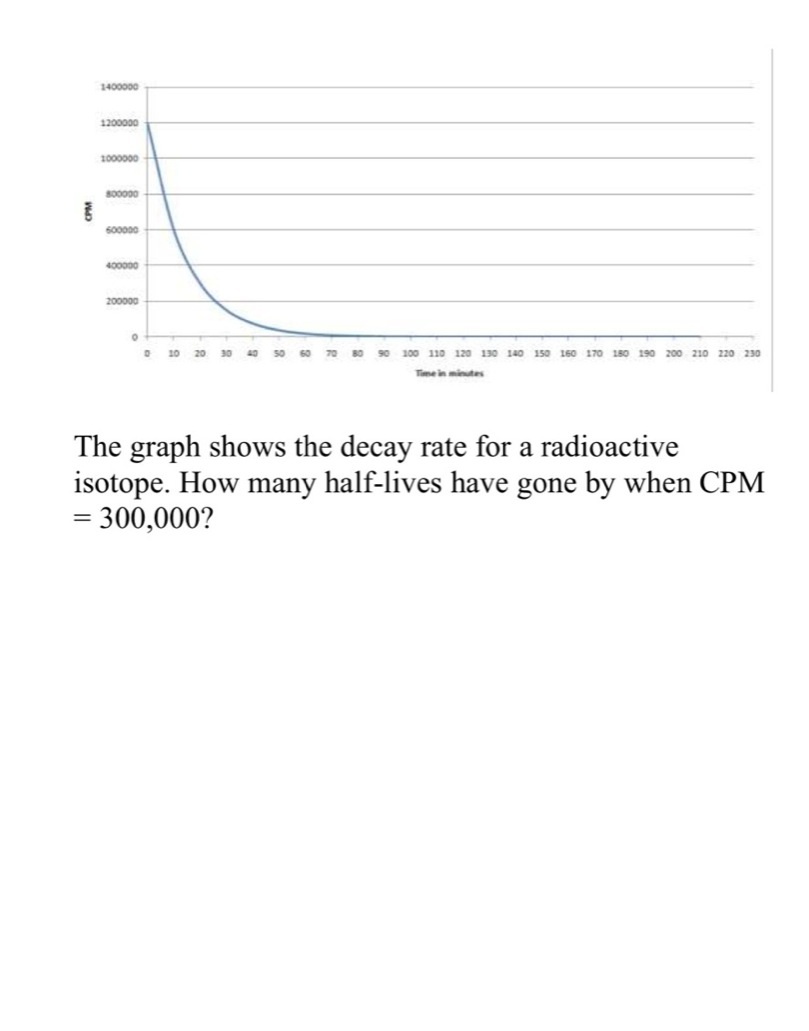 1400000
1200000
1000000
800000
600000
400000
200000
0
CPM
0 10 20 30 40 50 60 70 80 90 100 110 120 130 140 150 160 170 180 190 200 210 220 230
Time in minutes
The graph shows the decay rate for a radioactive
isotope. How many half-lives have gone by when CPM
= 300,000?